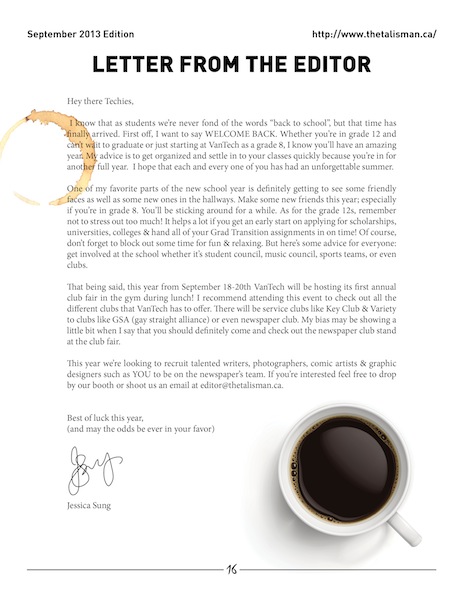 September 2013 Edition
http://www.thetalisman.ca/
LETTER FROM THE EDITOR
Hey there Techies,
I know that as students we're never fond of the words "back to school", but that time has
finally arrived. First off, I want to say WELCOME BACK. Whether you're in grade 12 and
can't wait to graduate or just starting at VanTech as a grade 8, I know you'll have an amazing
year. My advice is to get organized and settle in to your classes quickly because you're in for
another full year. I hope that each and every one of you has had an unforgettable summer.
One of my favorite parts of the new school year is definitely getting to see some friendly
faces as well as some new ones in the hallways. Make some new friends this year; especially
if you're in grade 8. You'll be sticking around for a while. As for the grade 12s, remember
not to stress out too much! It helps a lot if you get an early start on applying for scholarships,
universities, colleges & hand all of your Grad Transition assignments in on time! Of course,
don't forget to block out some time for fun & relaxing. But here's some advice for everyone:
get involved at the school whether it's student council, music council, sports teams, or even
clubs.
That being said, this year from September 18-20th VanTech will be hosting its first annual
club fair in the gym during lunch! I recommend attending this event to check out all the
different clubs that VanTech has to offer. There will be service clubs like Key Club & Variety
to clubs like GSA (gay straight alliance) or even newspaper club. My bias may be showing a
little bit when I say that you should definitely come and check out the newspaper club stand
at the club fair.
This year we're looking to recruit talented writers, photographers, comic artists & graphic
designers such as YOU to be on the newspaper's team. If you're interested feel free to drop
by our booth or shoot us an email at editor@thetalisman.ca.
Best of luck this year,
(and may the odds be ever in your favor)
Jessica Sung
16